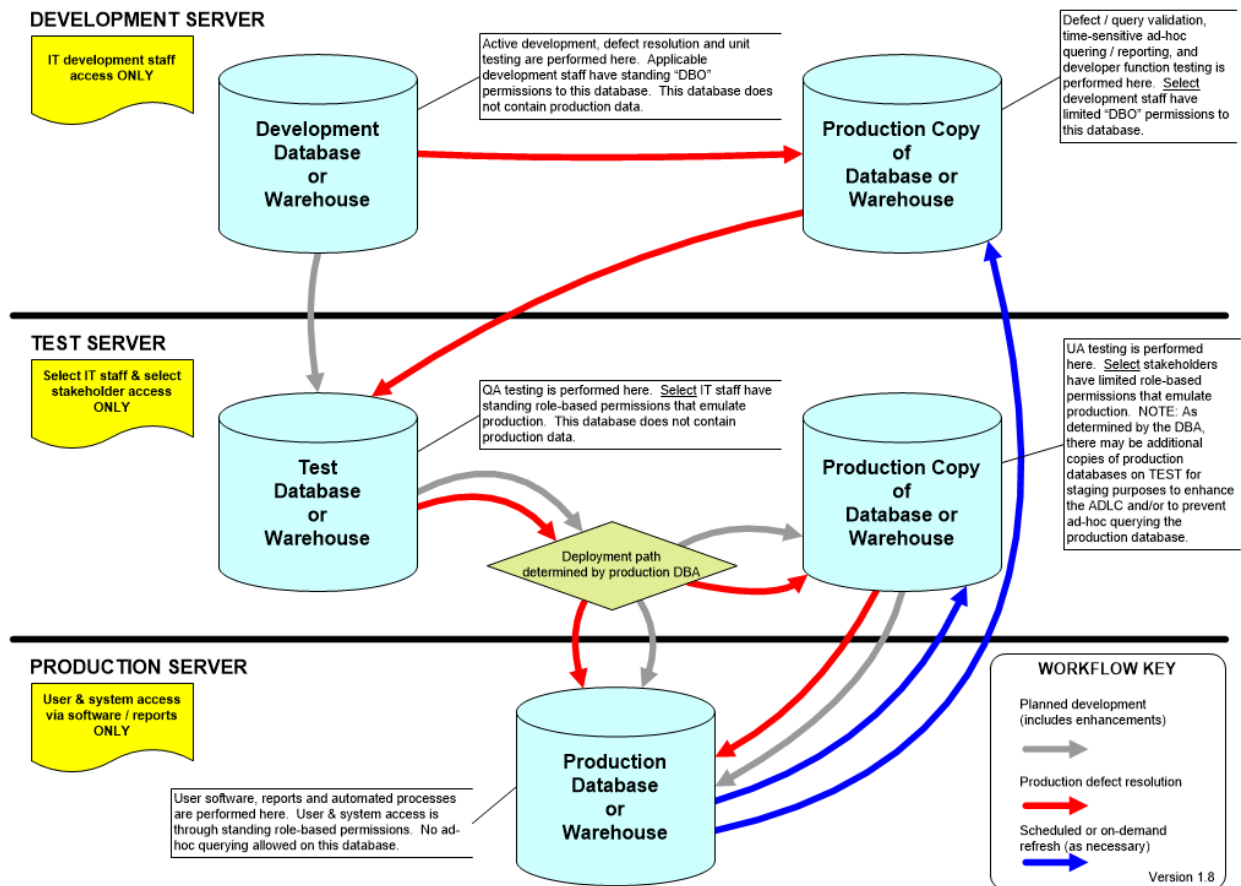 DEVELOPMENT SERVER
IT development staff
access ONLY
Development
Database
or
Warehouse
Active development, defect resolution and unit
testing are performed here. Applicable
development staff have standing “DBO”
permissions to this database. This database does
not contain production data.
Production Copy
of
Database or
Warehouse
Defect / query validation,
time-sensitive ad-hoc
quering / reporting, and
developer function testing is
performed here. Select
development staff have
limited “DBO” permissions to
this database.
TEST SERVER
Select IT staff & select
stakeholder access
ONLY
Test
Database
or
Warehouse
QA testing is performed here. Select IT staff have
standing role-based permissions that emulate
production. This database does not contain
production data.
Deployment path
determined by production DBA
Production Copy
of
Database or
Warehouse
UA testing is performed
here. Select stakeholders
have limited role-based
permissions that emulate
production. NOTE: As
determined by the DBA,
there may be additional
copies of production
databases on TEST for
staging purposes to enhance
the ADLC and/or to prevent
ad-hoc querying the
production database.
PRODUCTION SERVER
User & system access
via software / reports
ONLY
Production
Database
or
Warehouse
User software, reports and automated processes
are performed here. User & system access is
through standing role-based permissions. No ad-
hoc querying allowed on this database.
WORKFLOW KEY
Planned development
(includes enhancements)
Production defect resolution
Scheduled or on-demand
refresh (as necessary)
Version 1.8